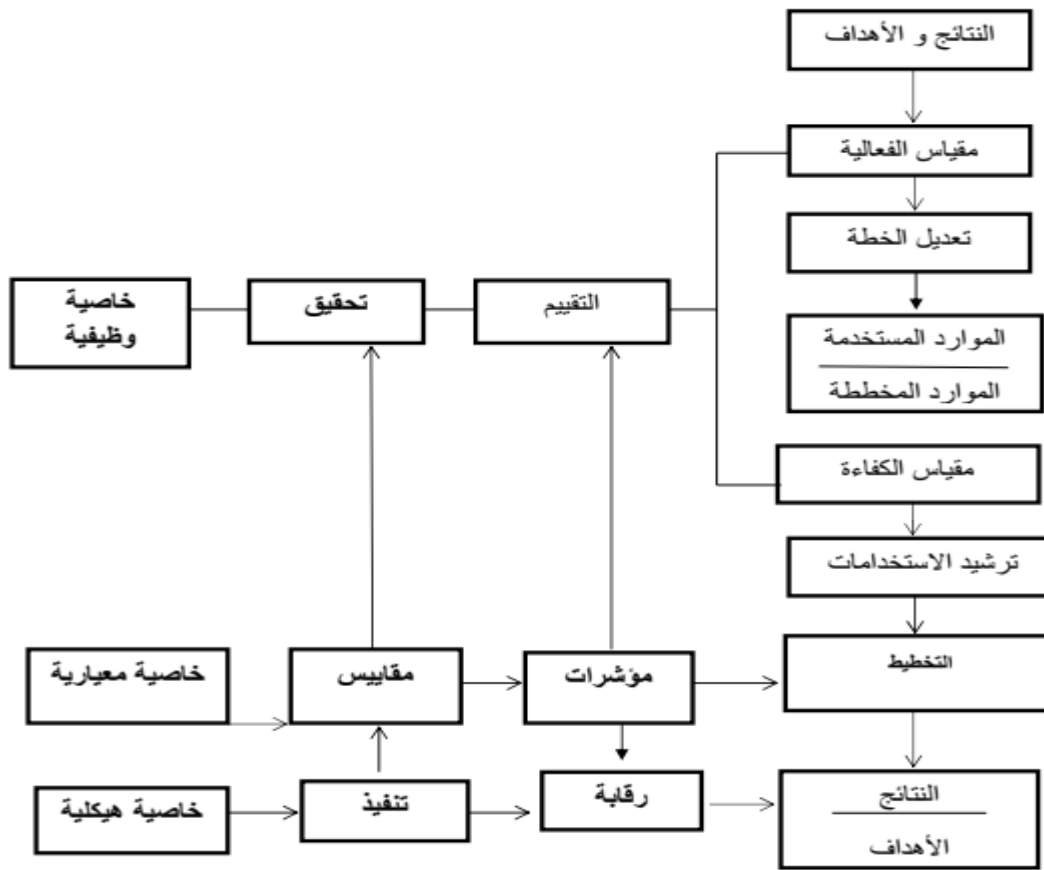 النتائج و الأهداف
مقياس الفعالية
تعديل الخطة
خاصية
وظيفية
تحقيق
التقييم
الموارد المستخدمة
الموارد المخططة
مقياس الكفاءة
ترشيد الاستخدامات
خاصية معيارية
مقاييس
مؤشرات
التخطيط
خاصية هيكلية
تنفيذ
رقابة
النتائج
الأهداف